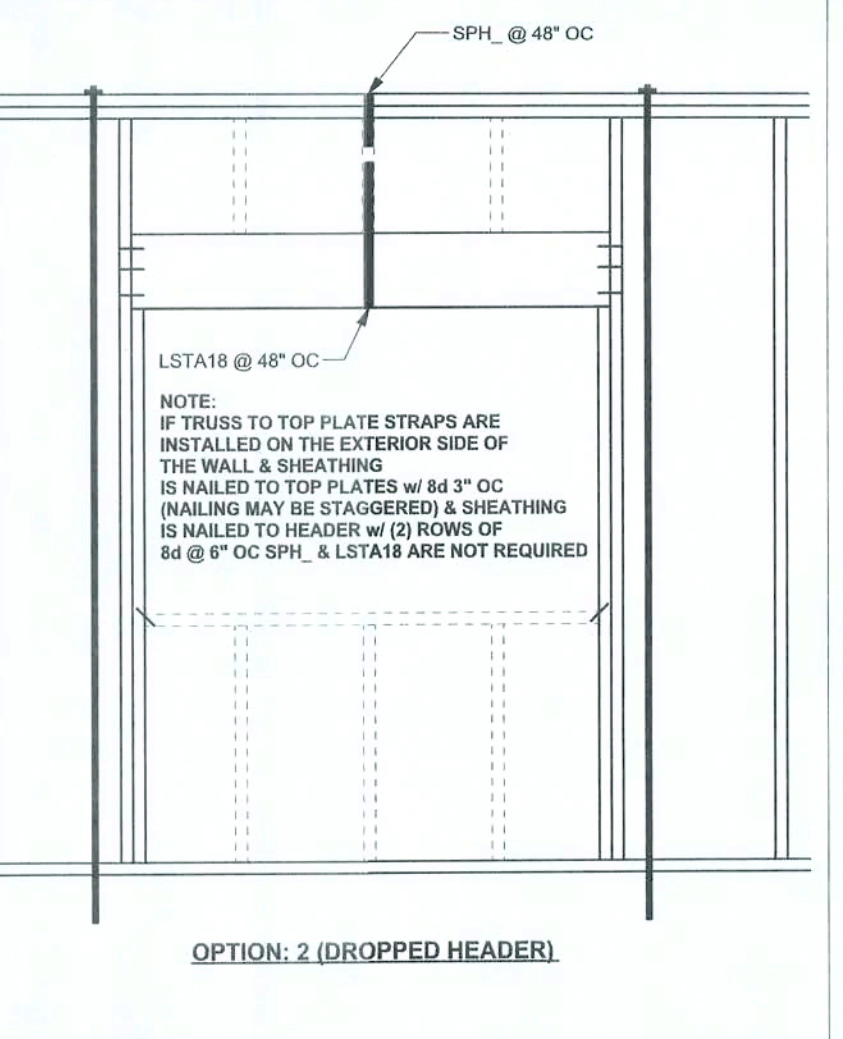 SPH_ @ 48" OC
LSTA18 @ 48" OC
NOTE:
IF TRUSS TO TOP PLATE STRAPS ARE
INSTALLED ON THE EXTERIOR SIDE OF
THE WALL & SHEATHING
IS NAILED TO TOP PLATES w/ 8d 3" OC
(NAILING MAY BE STAGGERED) & SHEATHING
IS NAILED TO HEADER w/ (2) ROWS OF
8d @ 6" OC SPH_ & LSTA18 ARE NOT REQUIRED
OPTION: 2 (DROPPED HEADER)